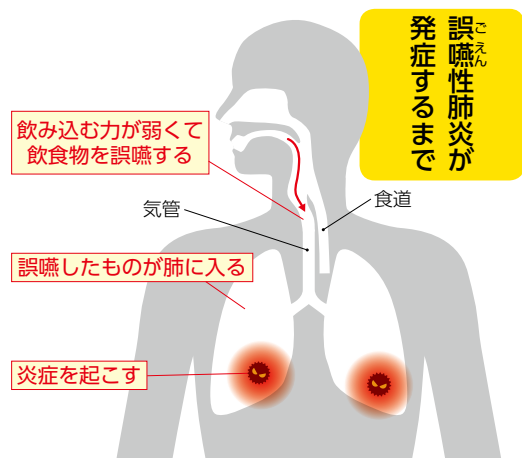 誤嚥性肺炎が
ごえん
発症するまで
飲み込む力が弱くて
飲食物を誤嚥する
気管
食道
誤嚥したものが肺に入る
炎症を起こす